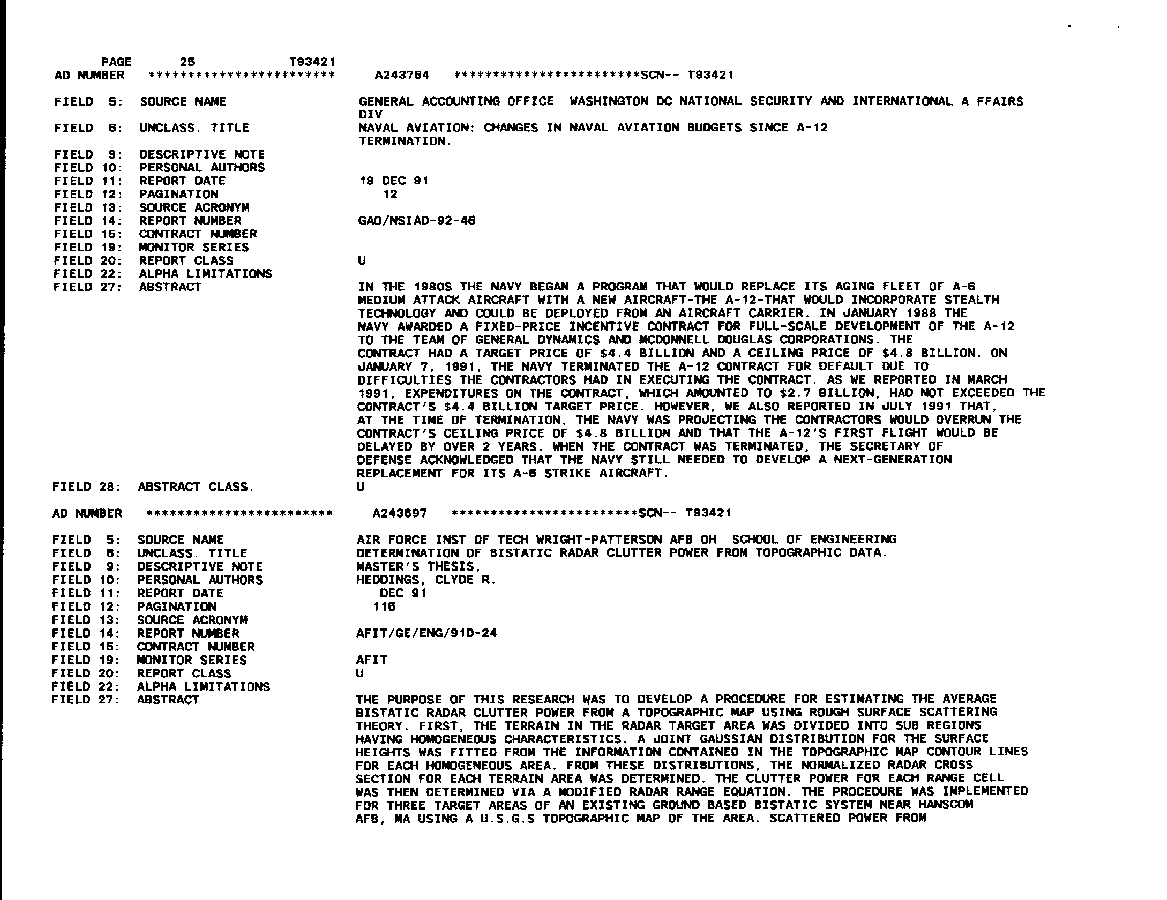 PAGE 25 T93421
AD NUMBER ************************ A243764 ************************SCN-- T93421
FIELD 5: SOURCE NAME GENERAL ACCOUNTING OFFICE WASHINGTON DC NATIONAL SECURITY AND INTERNATIONAL A FFAIRS
DIV
FIELD 6: UNCLASS. TITLE NAVAL AVIATION: CHANGES IN NAVAL AVIATION BUDGETS SINCE A-12
TERMINATION.
FIELD 9: DESCRIPTIVE NOTE
FIELD 10: PERSONAL AUTHORS
FIELD 11: REPORT DATE 19 DEC 91
FIELD 12: PAGINATION 12
FIELD 13: SOURCE ACRONYM
FIELD 14: REPORT NUMBER GAO/NSIAD-92-46
FIELD 15: CONTRACT NUMBER
FIELD 19: MONITOR SERIES
FIELD 20: REPORT CLASS U
FIELD 22: ALPHA LIMITATIONS
FIELD 27: ABSTRACT IN THE 1980S THE NAVY BEGAN A PROGRAM THAT WOULD REPLACE ITS AGING FLEET OF A-6
MEDIUM ATTACK AIRCRAFT WITH A NEW AIRCRAFT-THE A-12-THAT WOULD INCORPORATE STEALTH
TECHNOLOGY AND COULD BE DEPLOYED FROM AN AIRCRAFT CARRIER. IN JANUARY 1988 THE
NAVY AWARDED A FIXED-PRICE INCENTIVE CONTRACT FOR FULL-SCALE DEVELOPMENT OF THE A-12
TO THE TEAM OF GENERAL DYNAMICS AND MCDONNELL DOUGLAS CORPORATIONS. THE
CONTRACT HAD A TARGET PRICE OF $4.4 BILLION AND A CEILING PRICE OF $4.8 BILLION. ON
JANUARY 7, 1991, THE NAVY TERMINATED THE A-12 CONTRACT FOR DEFAULT DUE TO
DIFFICULTIES THE CONTRACTORS HAD IN EXECUTING THE CONTRACT. AS WE REPORTED IN MARCH
1991, EXPENDITURES ON THE CONTRACT, WHICH AMOUNTED TO $2.7 BILLION, HAD NOT EXCEEDED THE
CONTRACT'S $4.4 BILLION TARGET PRICE. HOWEVER, WE ALSO REPORTED IN JULY 1991 THAT,
AT THE TIME OF TERMINATION, THE NAVY WAS PROJECTING THE CONTRACTORS WOULD OVERRUN THE
CONTRACT'S CEILING PRICE OF $4.8 BILLION AND THAT THE A-12'S FIRST FLIGHT WOULD BE
DELAYED BY OVER 2 YEARS. WHEN THE CONTRACT WAS TERMINATED, THE SECRETARY OF
DEFENSE ACKNOWLEDGED THAT THE NAVY STILL NEEDED TO DEVELOP A NEXT-GENERATION
REPLACEMENT FOR ITS A-6 STRIKE AIRCRAFT.
FIELD 28: ABSTRACT CLASS. U
AD NUMBER ************************ A243697 ************************SCN-- T93421
FIELD 5: SOURCE NAME AIR FORCE INST OF TECH WRIGHT-PATTERSON AFB OH SCHOOL OF ENGINEERING
FIELD 6: UNCLASS. TITLE DETERMINATION OF BISTATIC RADAR CLUTTER POWER FROM TOPOGRAPHIC DATA.
FIELD 9: DESCRIPTIVE NOTE MASTER'S THESIS,
FIELD 10: PERSONAL AUTHORS HEDDINGS, CLYDE R.
FIELD 11: REPORT DATE DEC 91
FIELD 12: PAGINATION 116
FIELD 13: SOURCE ACRONYM
FIELD 14: REPORT NUMBER AFIT/GE/ENG/91D-24
FIELD 15: CONTRACT NUMBER
FIELD 19: MONITOR SERIES AFIT
FIELD 20: REPORT CLASS U
FIELD 22: ALPHA LIMITATIONS
FIELD 27: ABSTRACT THE PURPOSE OF THIS RESEARCH WAS TO DEVELOP A PROCEDURE FOR ESTIMATING THE AVERAGE
BISTATIC RADAR CLUTTER POWER FROM A TOPOGRAPHIC MAP USING ROUGH SURFACE SCATTERING
THEORY. FIRST, THE TERRAIN IN THE RADAR TARGET AREA WAS DIVIDED INTO SUB REGIONS
HAVING HOMOGENEOUS CHARACTERISTICS. A JOINT GAUSSIAN DISTRIBUTION FOR THE SURFACE
HEIGHTS WAS FITTED FROM THE INFORMATION CONTAINED IN THE TOPOGRAPHIC MAP CONTOUR LINES
FOR EACH HOMOGENEOUS AREA. FROM THESE DISTRIBUTIONS, THE NORMALIZED RADAR CROSS
SECTION FOR EACH TERRAIN AREA WAS DETERMINED. THE CLUTTER POWER FOR EACH RANGE CELL
WAS THEN DETERMINED VIA A MODIFIED RADAR RANGE EQUATION. THE PROCEDURE WAS IMPLEMENTED
FOR THREE TARGET AREAS OF AN EXISTING GROUND BASED BISTATIC SYSTEM NEAR HANSCOM
AFB, MA USING A U.S.G.S TOPOGRAPHIC MAP OF THE AREA. SCATTERED POWER FROM